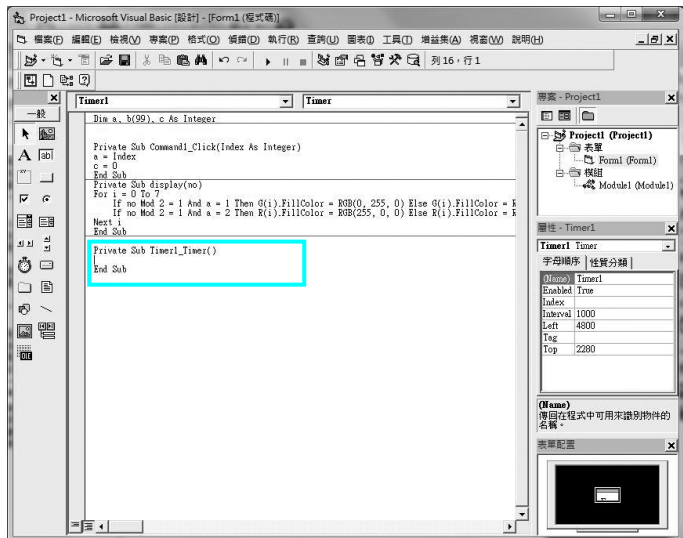 Project1 - Microsoft Visual Basic [設計] - [Form1 (程式碼)]
檔案(F) 編輯(E) 檢視(V) 專案(P) 格式(O) 偵錯(D) 執行(R) 查詢(U) 圖表(I) 工具(T) 增益集(A) 視窗(W) 說明(H)
列 16，行 1
一般
Timer1
Timer
Dim a, b(99), c As Integer
Private Sub Command1_Click(Index As Integer)
a = Index
c = 0
End Sub
Private Sub display(no)
For i = 0 To 7
If no Mod 2 = 1 And a = 1 Then G(i).FillColor = RGB(0, 255, 0) Else G(i).FillColor = R
If no Mod 2 = 1 And a = 2 Then R(i).FillColor = RGB(255, 0, 0) Else R(i).FillColor = R
Next i
End Sub
Private Sub Timer1_Timer()
End Sub
專案 - Project1
Project1 (Project1)
表單
Form1 (Form1)
模組
Module1 (Module1)
屬性 - Timer1
Timer1 Timer
字母順序 性質分類
(Name) Timer1
Enabled True
Index
Interval 1000
Left 4800
Tag
Top 2280
(Name)
傳回在程式中可用來識別物件的
名稱。
表單配置